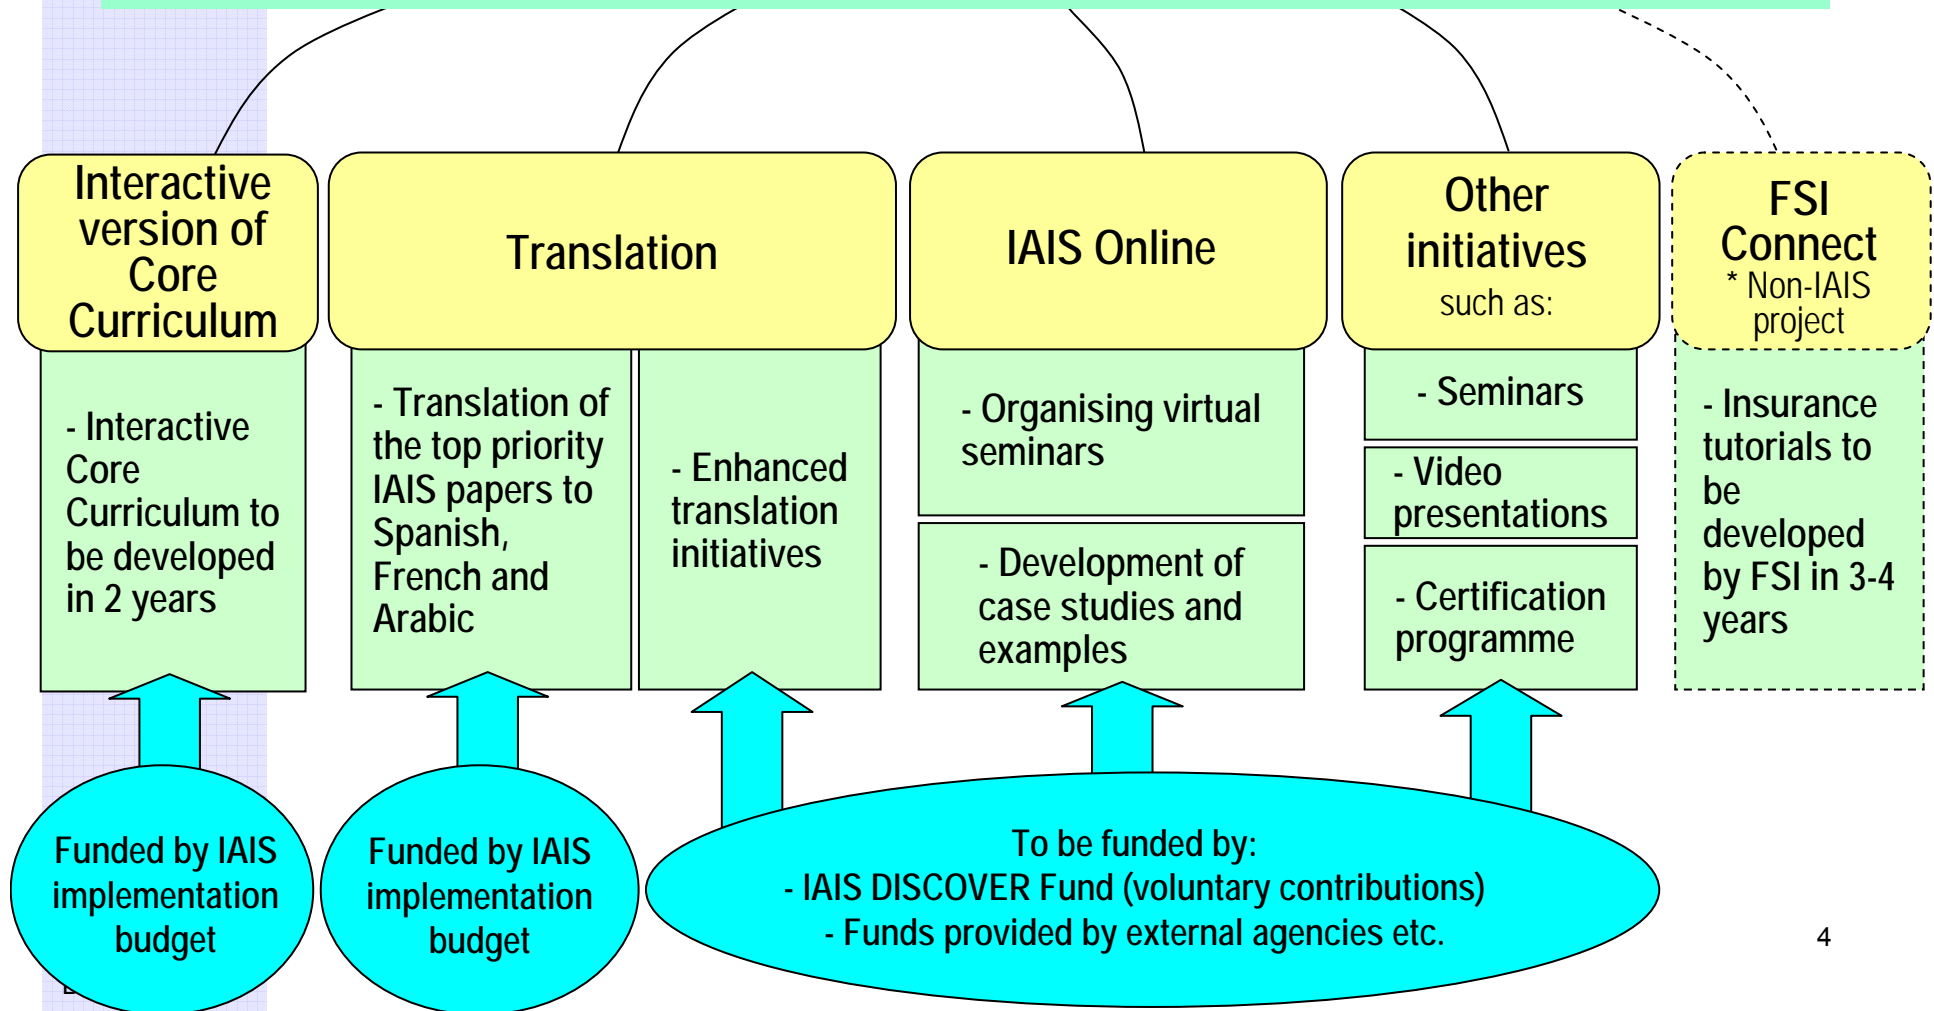 Interactive
version of
Core
Curriculum
Translation
IAIS Online
Other
initiatives
such as:
FSI
Connect
* Non-IAIS
project
- Interactive
Core
Curriculum to
be developed
in 2 years
- Translation of
the top priority
IAIS papers to
Spanish,
French and
Arabic
- Enhanced
translation
initiatives
- Organising virtual
seminars
- Development of
case studies and
examples
- Seminars
- Video
presentations
- Certification
programme
- Insurance
tutorials to
be
developed
by FSI in 3-4
years
Funded by IAIS
implementation
budget
Funded by IAIS
implementation
budget
To be funded by:
- IAIS DISCOVER Fund (voluntary contributions)
- Funds provided by external agencies etc.
4